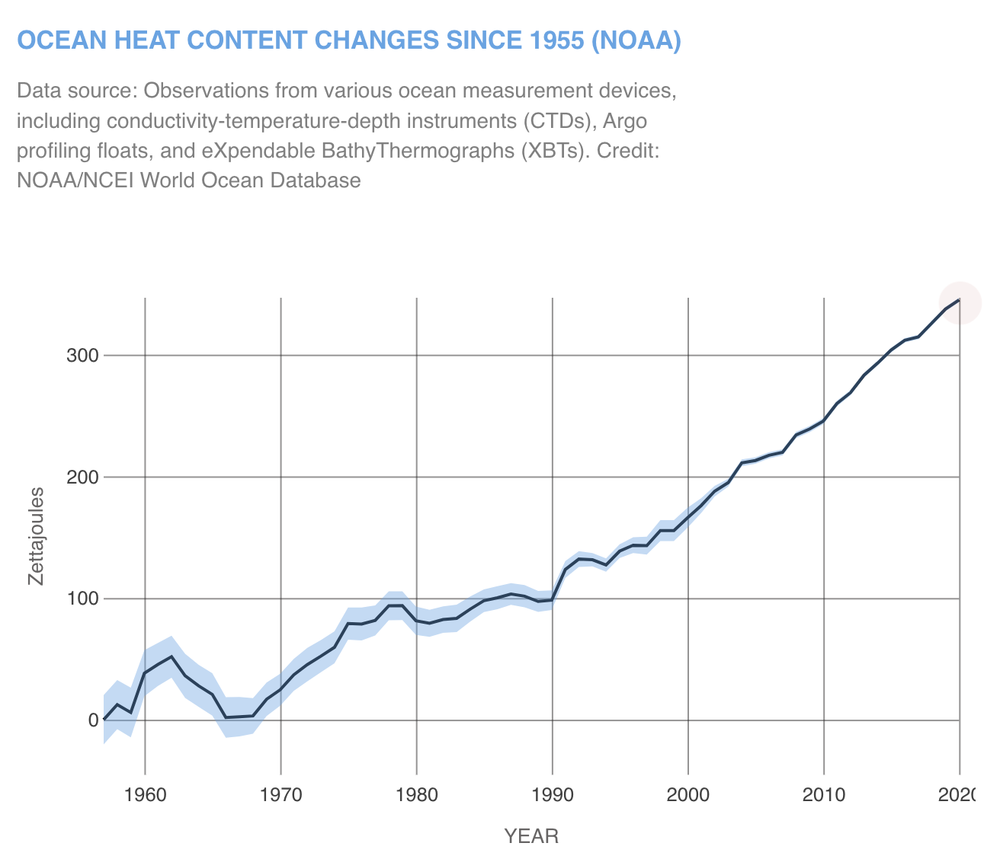 OCEAN HEAT CONTENT CHANGES SINCE 1955 (NOAA)
Data source: Observations from various ocean measurement devices,
including conductivity-temperature-depth instruments (CTDs), Argo
profiling floats, and eXpendable BathyThermographs (XBTs). Credit:
NOAA/NCEI World Ocean Database
300
200
100
0
Zettajoules
1960 1970 1980 1990 2000 2010 2020
YEAR